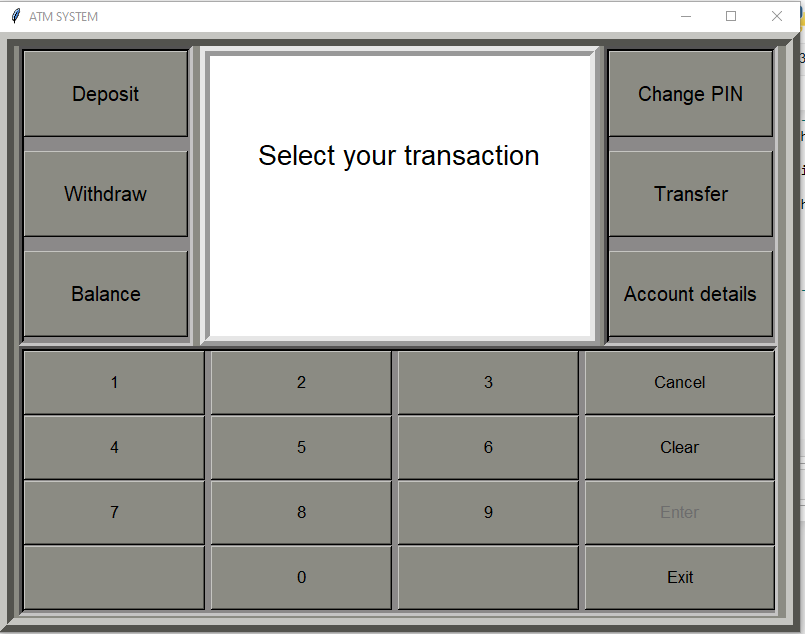 ATM SYSTEM
Deposit
Select your transaction
Change PIN
Withdraw
Transfer
Balance
Account details
1 2 3 Cancel
4 5 6 Clear
7 8 9 Enter
0 Exit